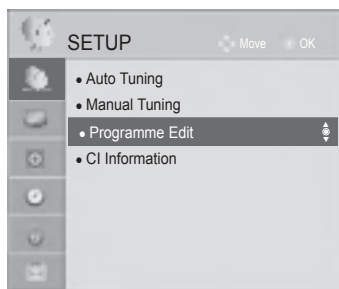 SETUP
Move OK
• Auto Tuning
• Manual Tuning
• Programme Edit
• CI Information